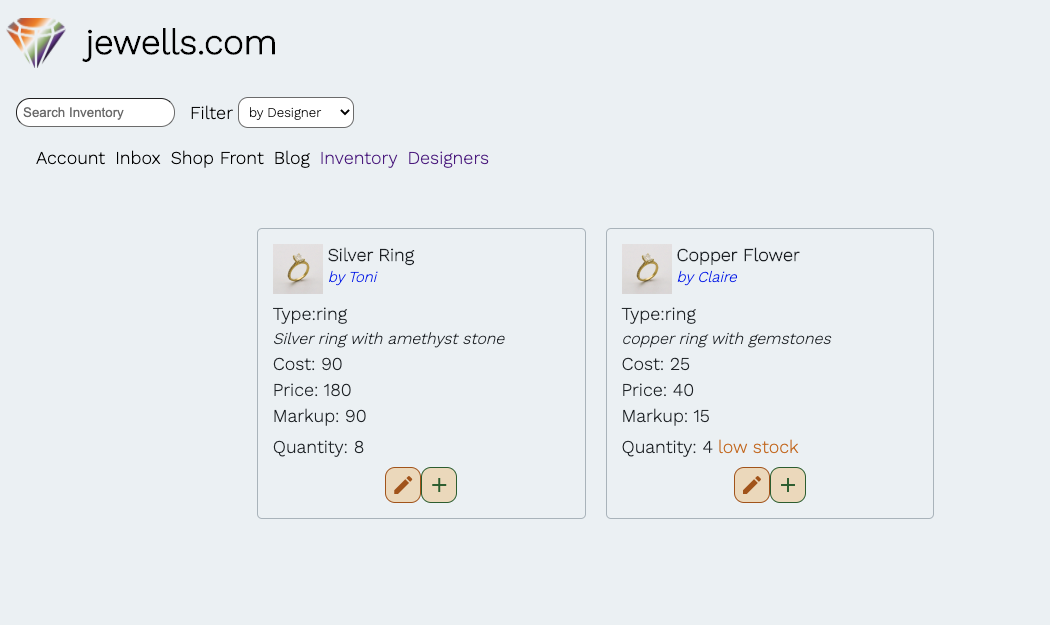 jewells.com
Search Inventory Filter by Designer
Account Inbox Shop Front Blog Inventory Designers
Silver Ring
by Toni
Type:ring
Silver ring with amethyst stone
Cost: 90
Price: 180
Markup: 90
Quantity: 8
Copper Flower
by Claire
Type:ring
copper ring with gemstones
Cost: 25
Price: 40
Markup: 15
Quantity: 4 low stock